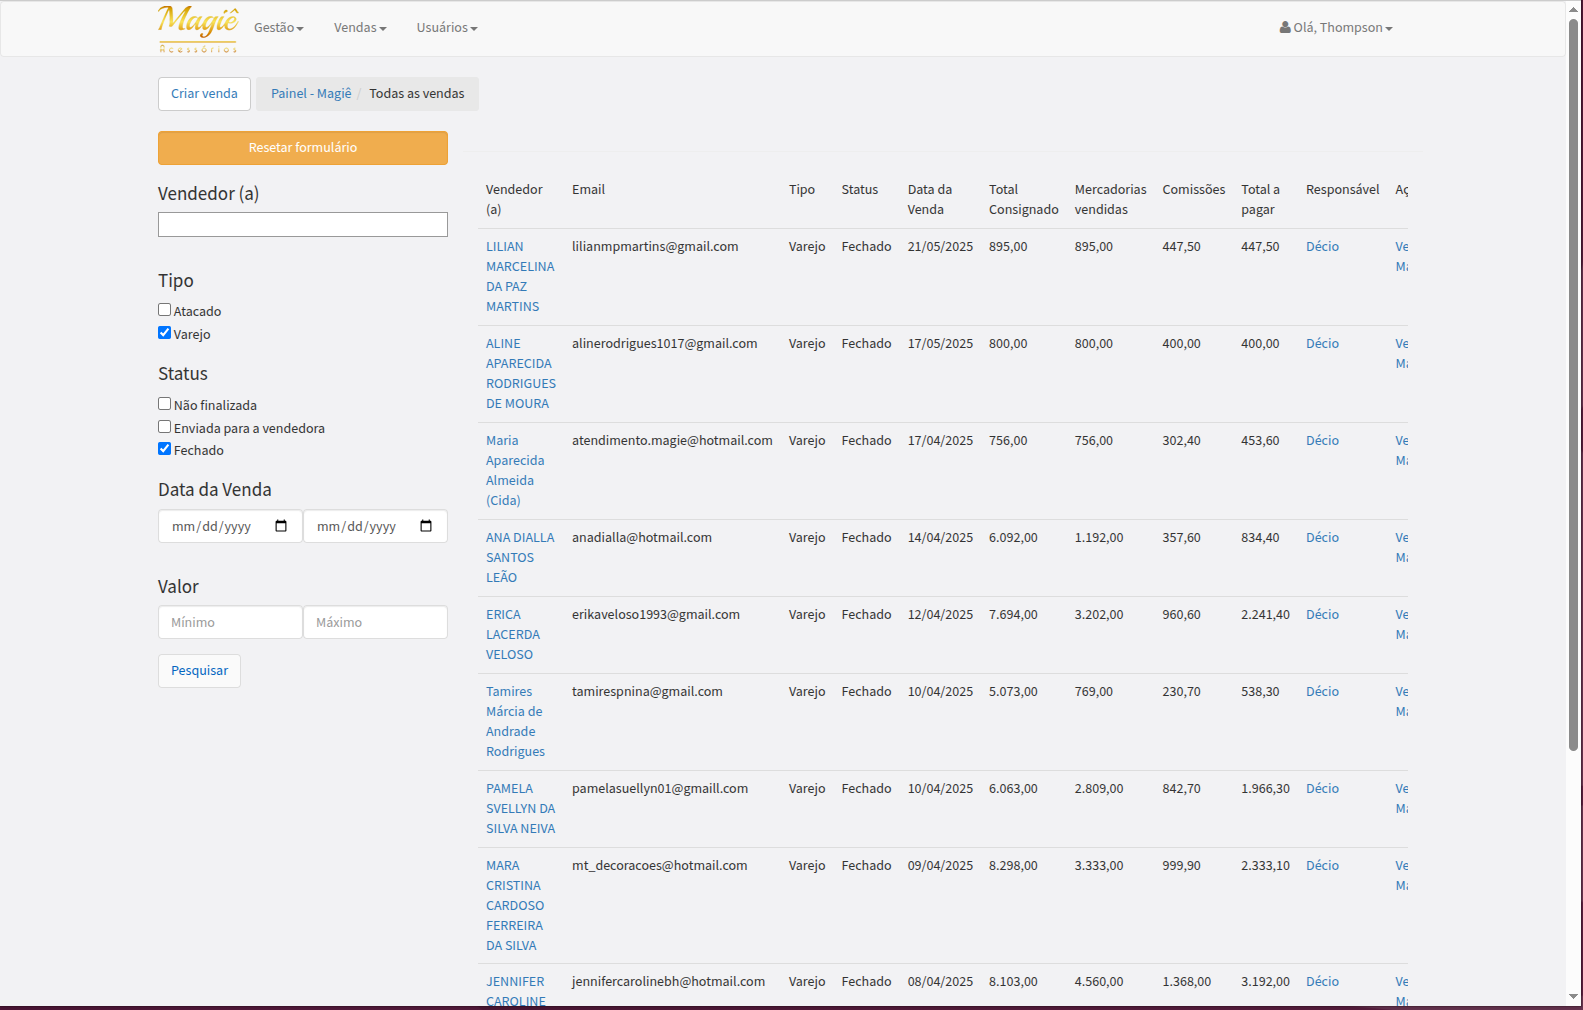 Magiê
Acessórios
Gestão
Vendas
Usuários
Olá, Thompson
Criar venda
Painel - Magiê / Todas as vendas
Resetar formulário
Vendedor (a)
Tipo
Atacado
Varejo
Status
Não finalizada
Enviada para a vendedora
Fechado
Data da Venda
mm/dd/yyyy mm/dd/yyyy
Valor
Mínimo Máximo
Pesquisar
Vendedor Email Tipo Status Data da Total Mercadorias Comissões Total a Responsável Aç
(a) Venda Consignado vendidas pagar
LILIAN lilianmpmartins@gmail.com Varejo Fechado 21/05/2025 895,00 895,00 447,50 447,50 Décio Ve
MARCELINA Ma
DA PAZ
MARTINS
ALINE alinerodrigues1017@gmail.com Varejo Fechado 17/05/2025 800,00 800,00 400,00 400,00 Décio Ve
APARECIDA Ma
RODRIGUES
DE MOURA
Maria atendimento.magie@hotmail.com Varejo Fechado 17/04/2025 756,00 756,00 302,40 453,60 Décio Ve
Aparecida Ma
Almeida
(Cida)
ANA DIALLA anadialla@hotmail.com Varejo Fechado 14/04/2025 6.092,00 1.192,00 357,60 834,40 Décio Ve
SANTOS Ma
LEÃO
ERICA erikaveloso1993@gmail.com Varejo Fechado 12/04/2025 7.694,00 3.202,00 960,60 2.241,40 Décio Ve
LACERDA Ma
VELOSO
Tamires tamirespnina@gmail.com Varejo Fechado 10/04/2025 5.073,00 769,00 230,70 538,30 Décio Ve
Márcia de Ma
Andrade
Rodrigues
PAMELA pamelasuellyn01@gmaill.com Varejo Fechado 10/04/2025 6.063,00 2.809,00 842,70 1.966,30 Décio Ve
SVELLYN DA Ma
SILVA NEIVA
MARA mt_decoracoes@hotmail.com Varejo Fechado 09/04/2025 8.298,00 3.333,00 999,90 2.333,10 Décio Ve
CRISTINA Ma
CARDOSO
FERREIRA
DA SILVA
JENNIFER jennifercarolinebh@hotmail.com Varejo Fechado 08/04/2025 8.103,00 4.560,00 1.368,00 3.192,00 Décio Ve
CAROLINE Ma